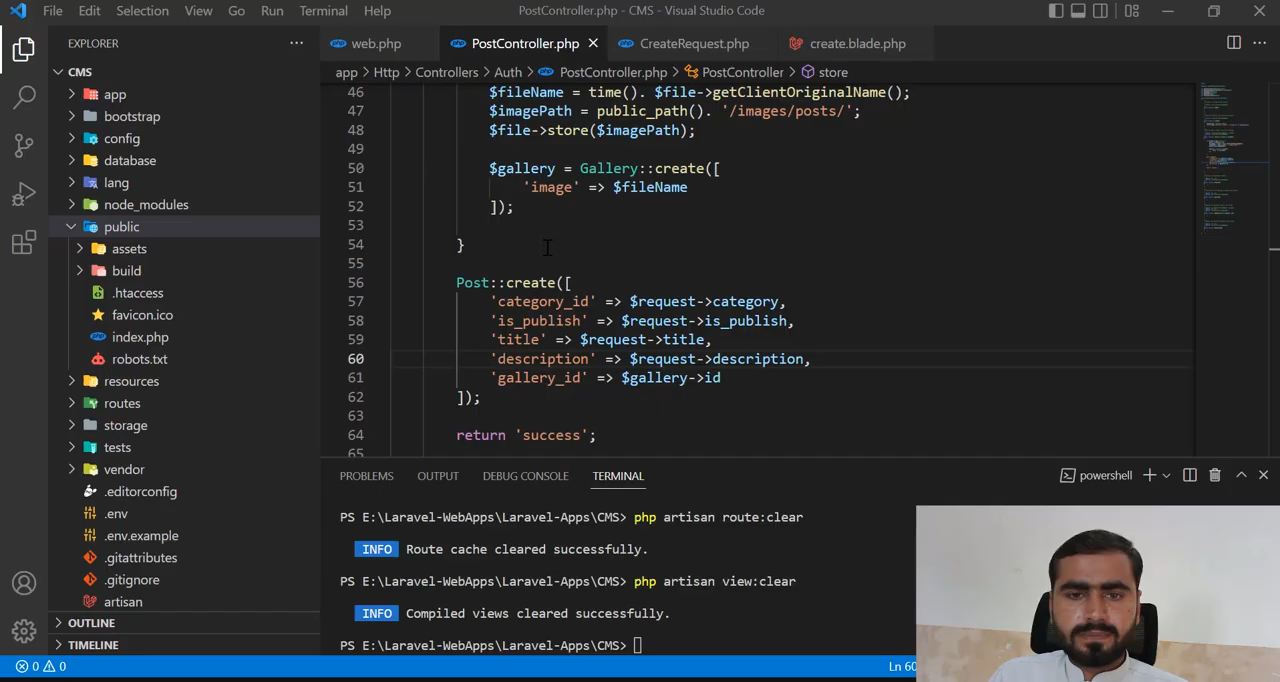 File Edit Selection View Go Run Terminal Help
PostController.php - CMS - Visual Studio Code
EXPLORER
web.php
PostController.php
CreateRequest.php
create.blade.php
app > Http > Controllers > Auth > PostController.php > PostController > store
CMS
app
bootstrap
config
database
lang
node_modules
public
assets
build
.htaccess
favicon.ico
index.php
robots.txt
resources
routes
storage
tests
vendor
.editorconfig
.env
.env.example
.gitattributes
.gitignore
artisan
OUTLINE
TIMELINE
46 $fileName = time(). $file->getClientOriginalName();
47 $imagePath = public_path(). '/images/posts/';
48 $file->store($imagePath);
49
50 $gallery = Gallery::create([
51 'image' => $fileName
52 ]);
53
54 }
55
56 Post::create([
57 'category_id' => $request->category,
58 'is_publish' => $request->is_publish,
59 'title' => $request->title,
60 'description' => $request->description,
61 'gallery_id' => $gallery->id
62 ]);
63
64 return 'success';
65
PROBLEMS OUTPUT DEBUG CONSOLE TERMINAL
powershell
PS E:\Laravel-WebApps\Laravel-Apps\CMS> php artisan route:clear
INFO Route cache cleared successfully.
PS E:\Laravel-WebApps\Laravel-Apps\CMS> php artisan view:clear
INFO Compiled views cleared successfully.
PS E:\Laravel-WebApps\Laravel-Apps\CMS>
0 0
Ln 60